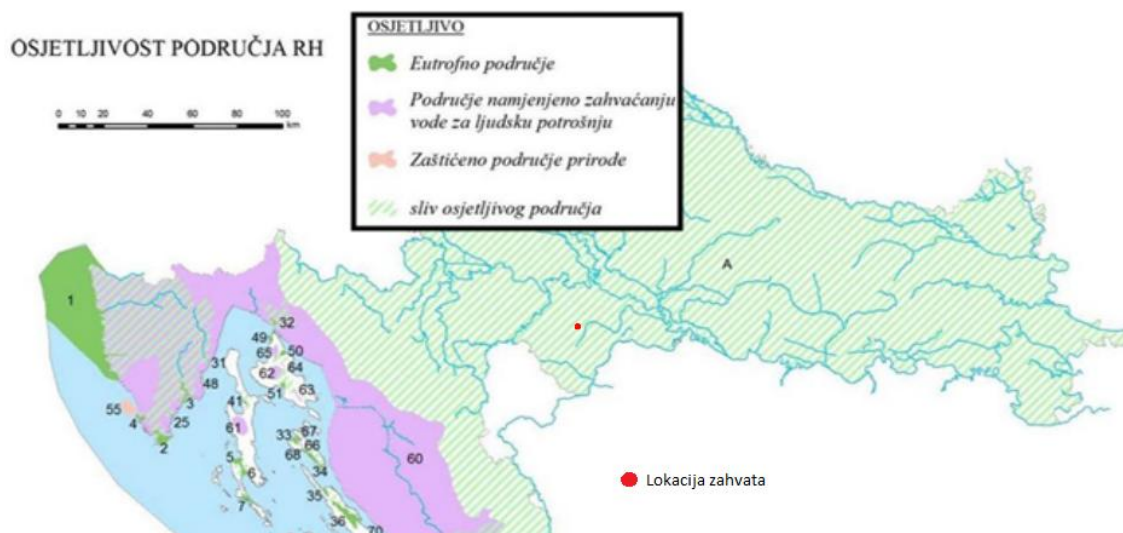 OSJETLJIVOST PODRUČJA RH
0 10 20 40 60 80 100
km
OSJETLJIVO
Eutrofno područje
Područje namjenjeno zahvaćanju
vode za ljudsku potrošnju
Zaštićeno područje prirode
sliv osjetljivog područja
A
1
32
49
65
50
31
62
64
51
63
48
3
41
55
4
25
2
61
33
67
66
68
60
5
6
34
7
35
36
70
Lokacija zahvata